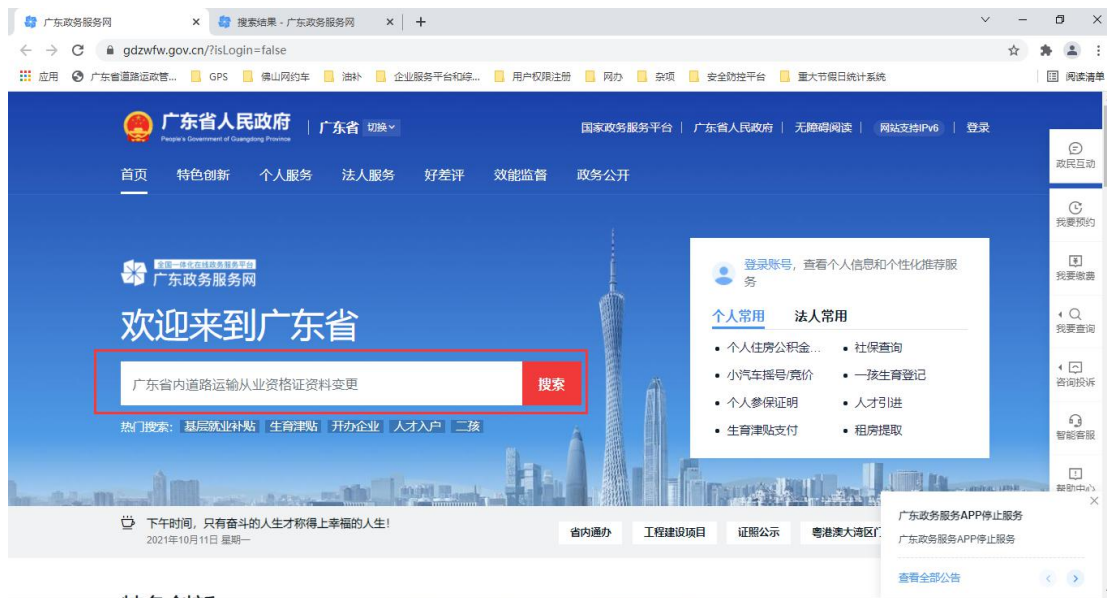 广东政务服务网
搜索结果 - 广东政务服务网
gdzwfw.gov.cn/?isLogin=false
应用 广东省道路运政管... GPS 佛山网约车 油补 企业服务平台和综... 用户权限注册 网办 杂项 安全防控平台 重大节假日统计系统 阅读清单
广东省人民政府
People's Government of Guangdong Province
广东省 切换
国家政务服务平台 | 广东省人民政府 | 无障碍阅读 | 网站支持IPv6 | 登录
首页 特色创新 个人服务 法人服务 好差评 效能监督 政务公开
全国一体化在线政务服务平台
广东政务服务网
欢迎来到广东省
广东省内道路运输从业资格证资料变更 搜索
热门搜索: 基层就业补贴 生育津贴 开办企业 人才入户 二孩
登录账号, 查看个人信息和个性化推荐服
务
个人常用 法人常用
• 个人住房公积金... • 社保查询
• 小汽车摇号/竞价 • 一孩生育登记
• 个人参保证明 • 人才引进
• 生育津贴支付 • 租房提取
政民互动
我要预约
我要缴费
我要查询
咨询投诉
智能客服
帮助中心
下午时间,只有奋斗的人生才称得上幸福的人生!
2021年10月11日 星期一
省内通办 工程建设项目 证照公示 粤港澳大湾区门
广东政务服务APP停止服务
广东政务服务APP停止服务
查看全部公告